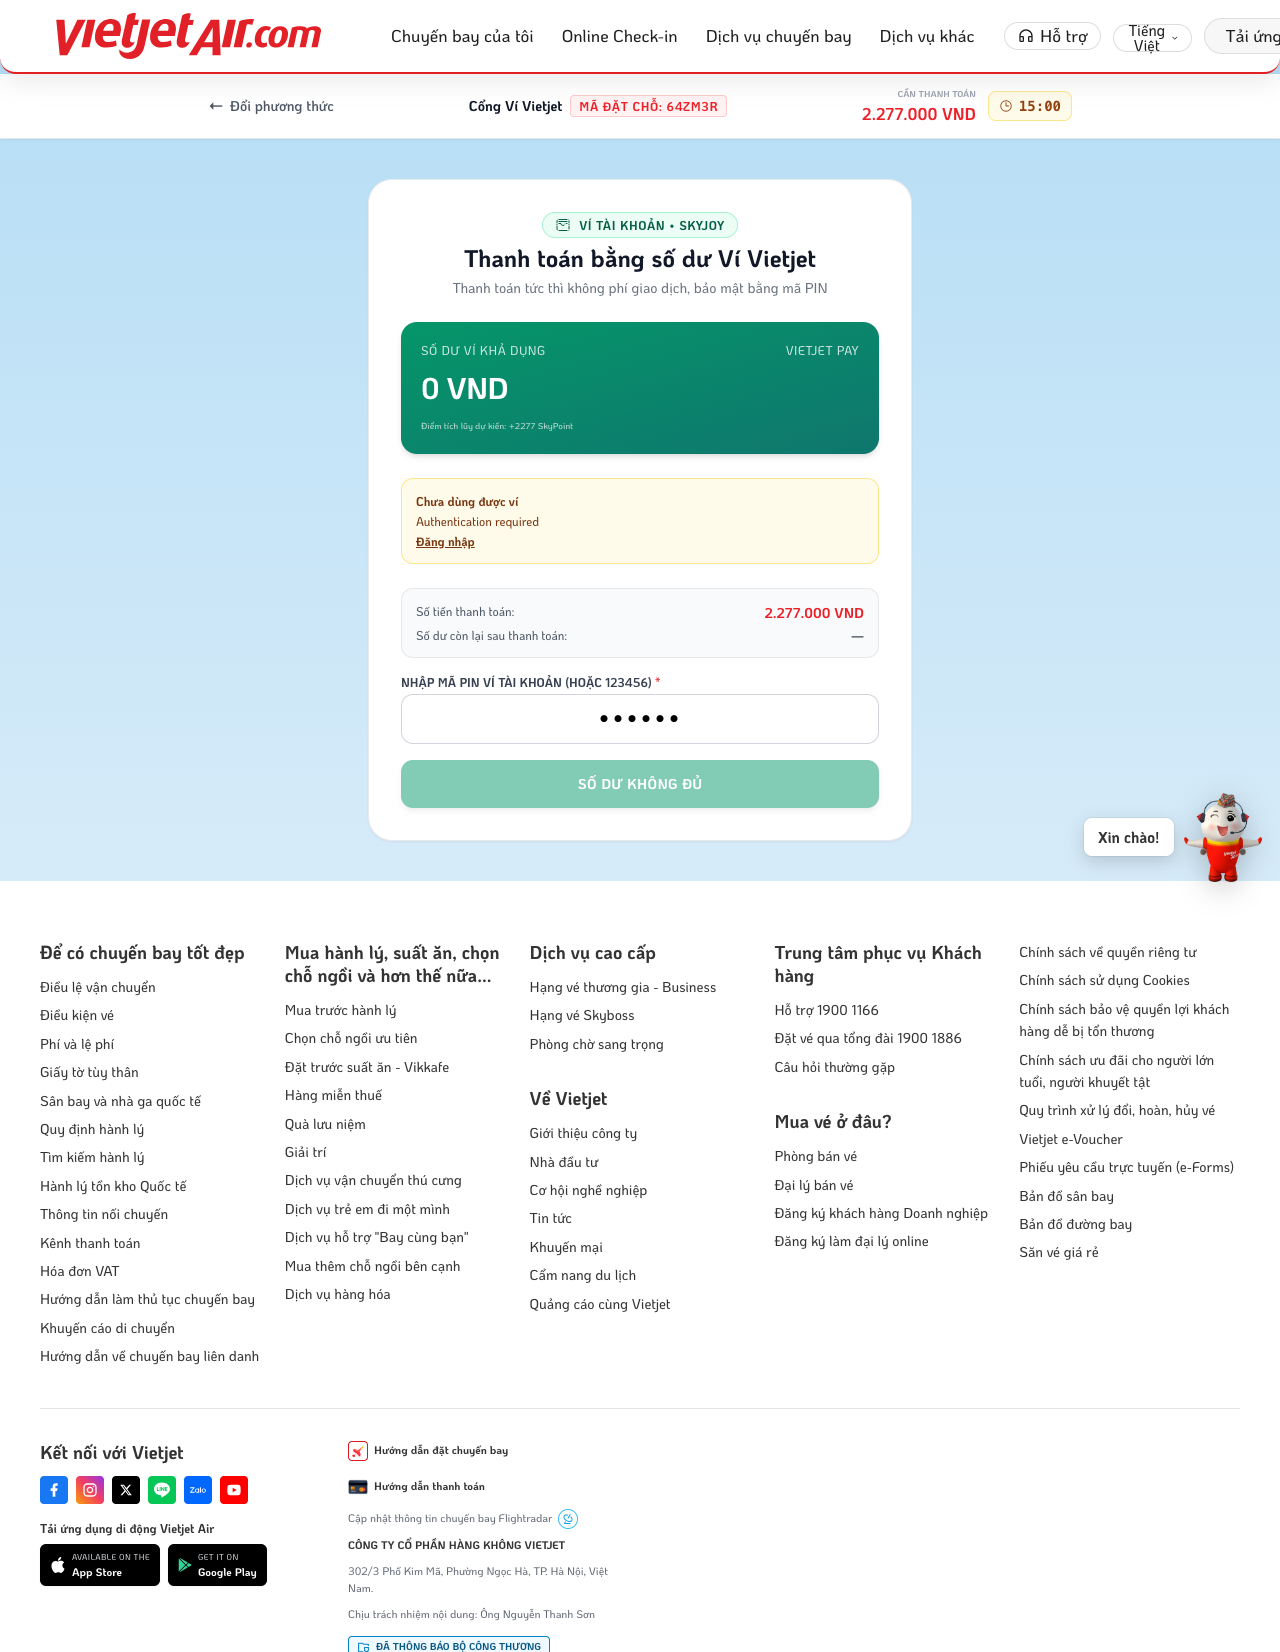 vietjetAir.com
Chuyến bay của tôi
Online Check-in
Dịch vụ chuyến bay
Dịch vụ khác
Hỗ trợ
Tiếng Việt
Tải ứng
Đổi phương thức
Cổng Ví Vietjet
MÃ ĐẶT CHỖ: 64ZM3R
CẦN THANH TOÁN
2.277.000 VND
15:00
VÍ TÀI KHOẢN • SKYJOY
Thanh toán bằng số dư Ví Vietjet
Thanh toán tức thì không phí giao dịch, bảo mật bằng mã PIN
SỐ DƯ VÍ KHẢ DỤNG
VIETJET PAY
0 VND
Điểm tích lũy dự kiến: +2277 SkyPoint
Chưa dùng được ví
Authentication required
Đăng nhập
Số tiền thanh toán:
2.277.000 VND
Số dư còn lại sau thanh toán:
—
NHẬP MÃ PIN VÍ TÀI KHOẢN (HOẶC 123456) *
••••••
SỐ DƯ KHÔNG ĐỦ
Xin chào!
Để có chuyến bay tốt đẹp
Điều lệ vận chuyển
Điều kiện vé
Phí và lệ phí
Giấy tờ tùy thân
Sân bay và nhà ga quốc tế
Quy định hành lý
Tìm kiếm hành lý
Hành lý tồn kho Quốc tế
Thông tin nối chuyến
Kênh thanh toán
Hóa đơn VAT
Hướng dẫn làm thủ tục chuyến bay
Khuyến cáo di chuyển
Hướng dẫn về chuyến bay liên danh
Mua hành lý, suất ăn, chọn
chỗ ngồi và hơn thế nữa...
Mua trước hành lý
Chọn chỗ ngồi ưu tiên
Đặt trước suất ăn - Vikkafe
Hàng miễn thuế
Quà lưu niệm
Giải trí
Dịch vụ vận chuyển thú cưng
Dịch vụ trẻ em đi một mình
Dịch vụ hỗ trợ "Bay cùng bạn"
Mua thêm chỗ ngồi bên cạnh
Dịch vụ hàng hóa
Dịch vụ cao cấp
Hạng vé thương gia - Business
Hạng vé Skyboss
Phòng chờ sang trọng
Về Vietjet
Giới thiệu công ty
Nhà đầu tư
Cơ hội nghề nghiệp
Tin tức
Khuyến mại
Cẩm nang du lịch
Quảng cáo cùng Vietjet
Trung tâm phục vụ Khách
hàng
Hỗ trợ 1900 1166
Đặt vé qua tổng đài 1900 1886
Câu hỏi thường gặp
Mua vé ở đâu?
Phòng bán vé
Đại lý bán vé
Đăng ký khách hàng Doanh nghiệp
Đăng ký làm đại lý online
Chính sách về quyền riêng tư
Chính sách sử dụng Cookies
Chính sách bảo vệ quyền lợi khách
hàng dễ bị tổn thương
Chính sách ưu đãi cho người lớn
tuổi, người khuyết tật
Quy trình xử lý đổi, hoàn, hủy vé
Vietjet e-Voucher
Phiếu yêu cầu trực tuyến (e-Forms)
Bản đồ sân bay
Bản đồ đường bay
Săn vé giá rẻ
Kết nối với Vietjet
LINE
Zalo
Tải ứng dụng di động Vietjet Air
AVAILABLE ON THE
App Store
GET IT ON
Google Play
Hướng dẫn đặt chuyến bay
Hướng dẫn thanh toán
Cập nhật thông tin chuyến bay Flightradar
CÔNG TY CỔ PHẦN HÀNG KHÔNG VIETJET
302/3 Phố Kim Mã, Phường Ngọc Hà, TP. Hà Nội, Việt
Nam.
Chịu trách nhiệm nội dung: Ông Nguyễn Thanh Sơn
ĐÃ THÔNG BÁO BỘ CÔNG THƯƠNG